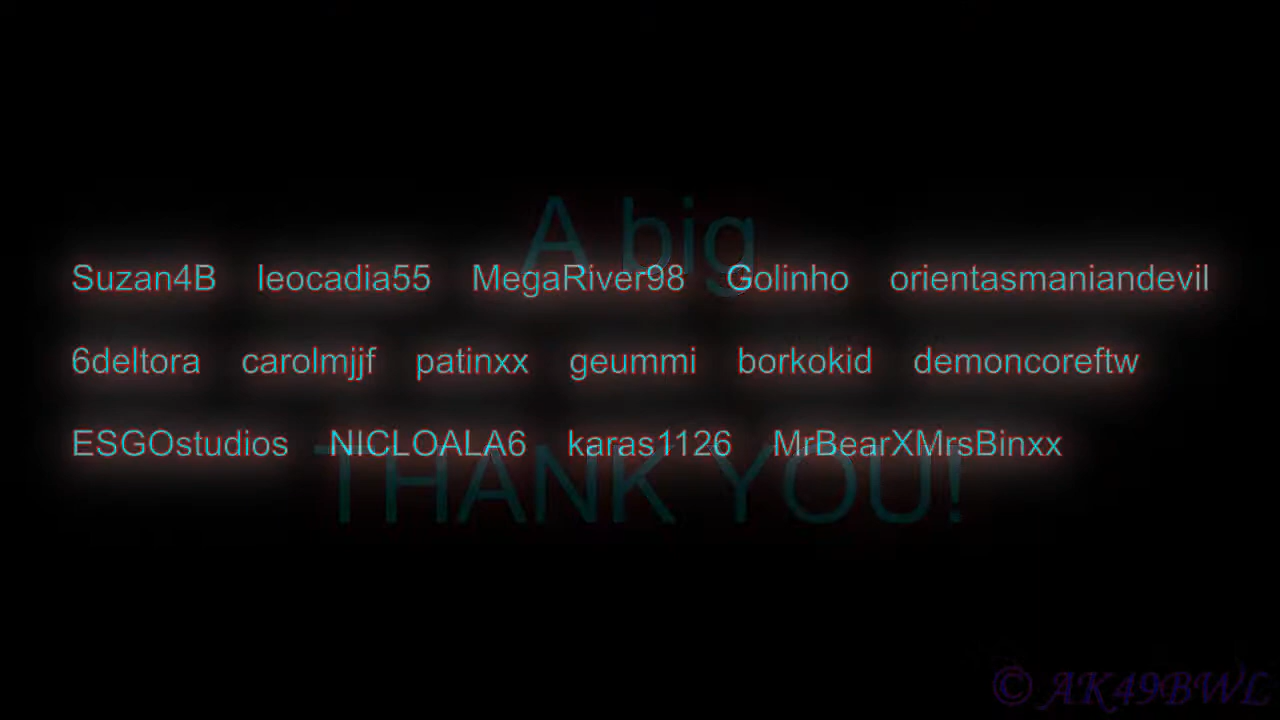 A big
Suzan4B leocadia55 MegaRiver98 Golinho orientasmaniandevil
6deltora carolmjjf patinxx geummi borkokid demoncoreftw
ESGOstudios NICLOALA6 karas1126 MrBearXMrsBinxx
THANK YOU!
© AK49BWL